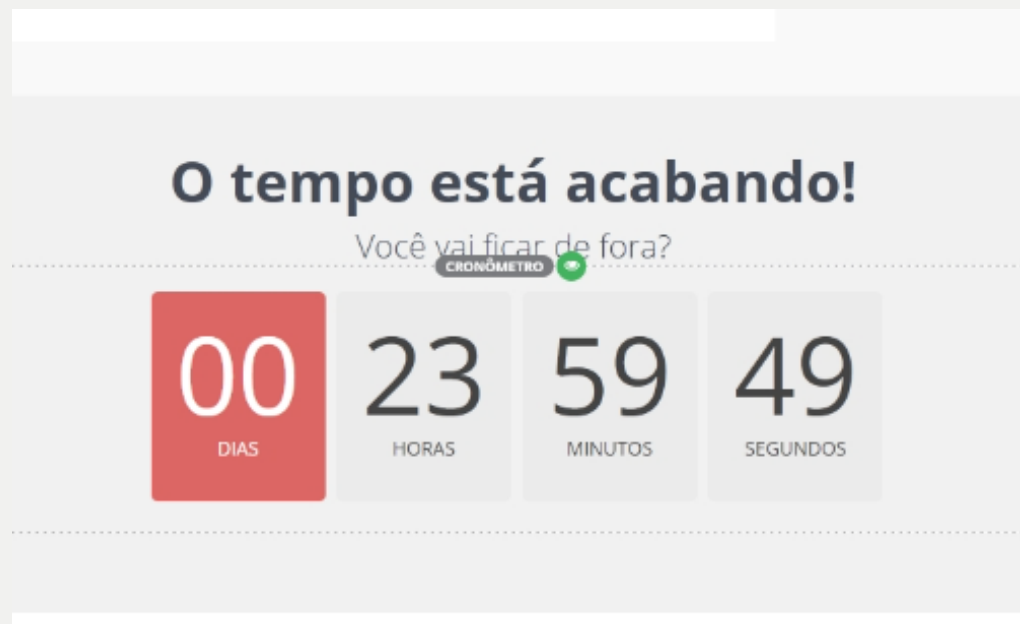 O tempo está acabando!
Você vai ficar de fora?
CRONÔMETRO
00 23 59 49
DIAS HORAS MINUTOS SEGUNDOS